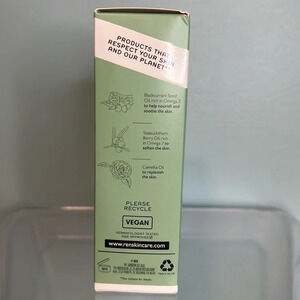 PRODUCTS THAT
RESPECT YOUR SKIN
AND OUR PLANET
Blackcurrant Seed
Oil, rich in Omega 3
to help nourish and
soothe the skin.
Seabuckthorn
Berry Oil, rich
in Omega 7 to
soften the skin.
Camellia Oil
to replenish
the skin.
PLEASE
RECYCLE
VEGAN
DERMATOLOGIST TESTED
www.renskincare.com